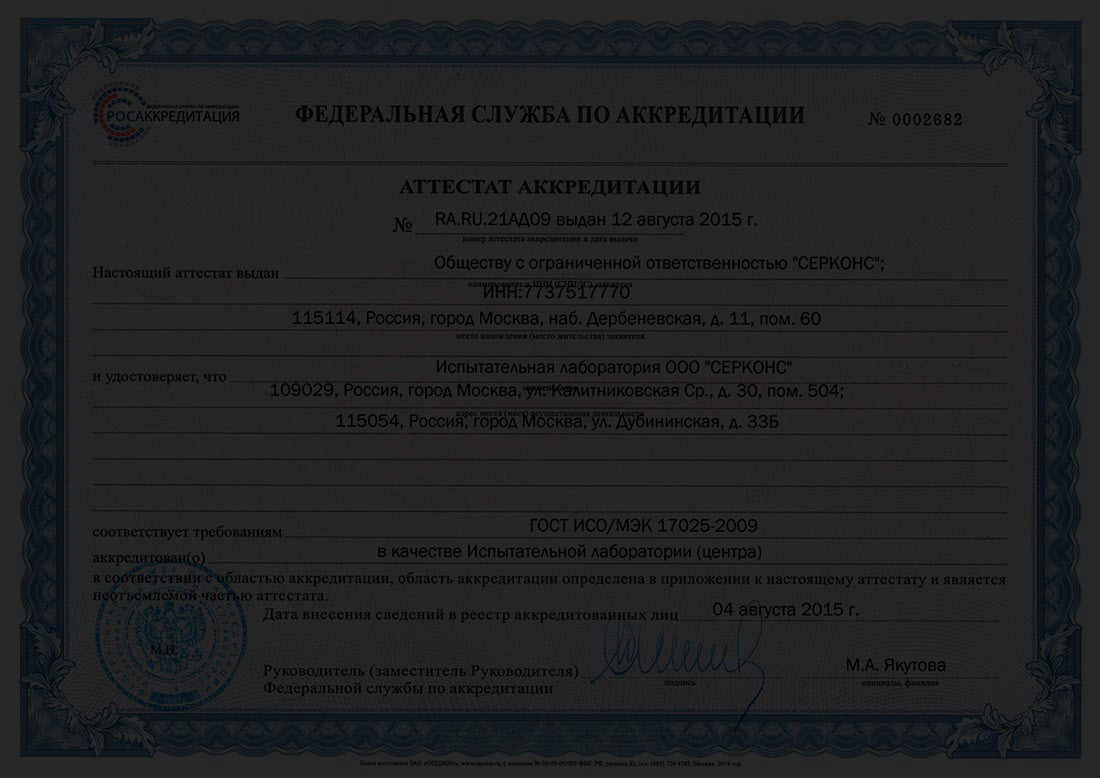 ФЕДЕРАЛЬНАЯ СЛУЖБА ПО АККРЕДИТАЦИИ
РОСАККРЕДИТАЦИЯ
ФЕДЕРАЛЬНАЯ СЛУЖБА ПО АККРЕДИТАЦИИ
№ 0002682
АТТЕСТАТ АККРЕДИТАЦИИ
№ RA.RU.21АД09 выдан 12 августа 2015 г.
номер аттестата аккредитации и дата выдачи
Настоящий аттестат выдан Обществу с ограниченной ответственностью "СЕРКОНС";
наименование и ИНН (СНИЛС) заявителя
ИНН:7737517770
115114, Россия, город Москва, наб. Дербеневская, д. 11, пом. 60
место нахождения (место жительства) заявителя
и удостоверяет, что Испытательная лаборатория ООО "СЕРКОНС"
наименование
109029, Россия, город Москва, ул. Калитниковская Ср., д. 30, пом. 504;
адрес места (мест) осуществления деятельности
115054, Россия, город Москва, ул. Дубининская, д. 33Б
соответствует требованиям ГОСТ ИСО/МЭК 17025-2009
аккредитован(о) в качестве Испытательной лаборатории (центра)
в соответствии с областью аккредитации, область аккредитации определена в приложении к настоящему аттестату и является
неотъемлемой частью аттестата.
Дата внесения сведений в реестр аккредитованных лиц 04 августа 2015 г.
М.П.
Руководитель (заместитель Руководителя)
Федеральной службы по аккредитации
подпись
М.А. Якутова
инициалы, фамилия